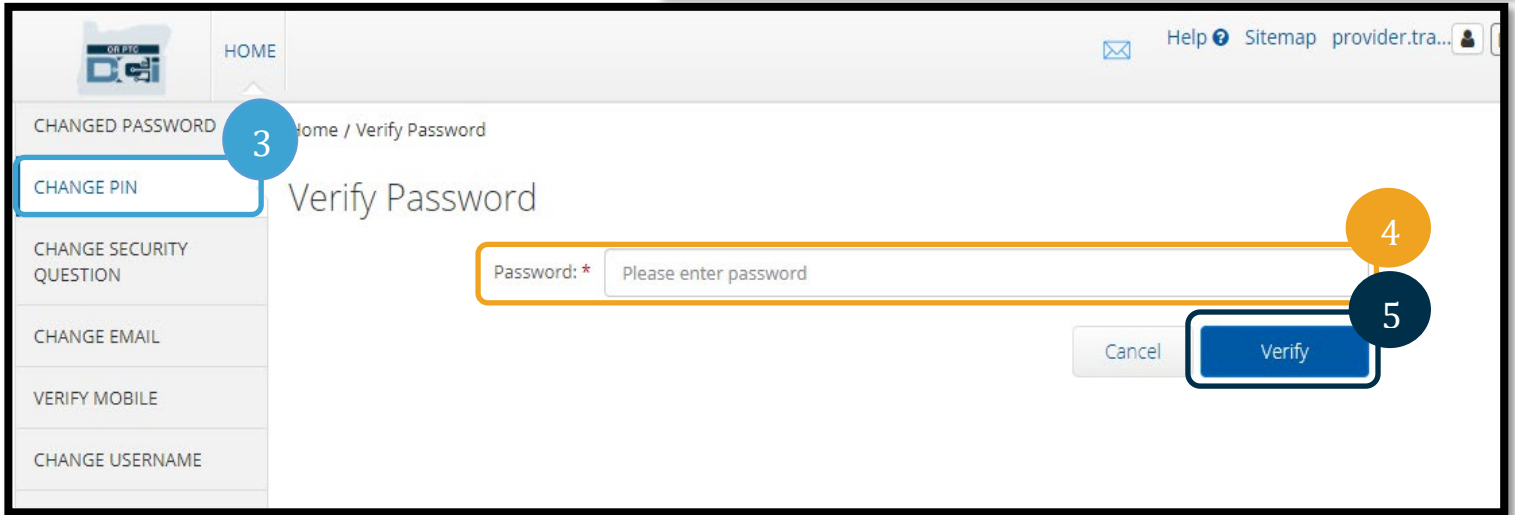 OR PTC
DCi
HOME
Help ? Sitemap provider.tra...
CHANGED PASSWORD
3
Home / Verify Password
CHANGE PIN
Verify Password
4
CHANGE SECURITY
QUESTION
Password: * Please enter password
5
CHANGE EMAIL
Cancel Verify
VERIFY MOBILE
CHANGE USERNAME